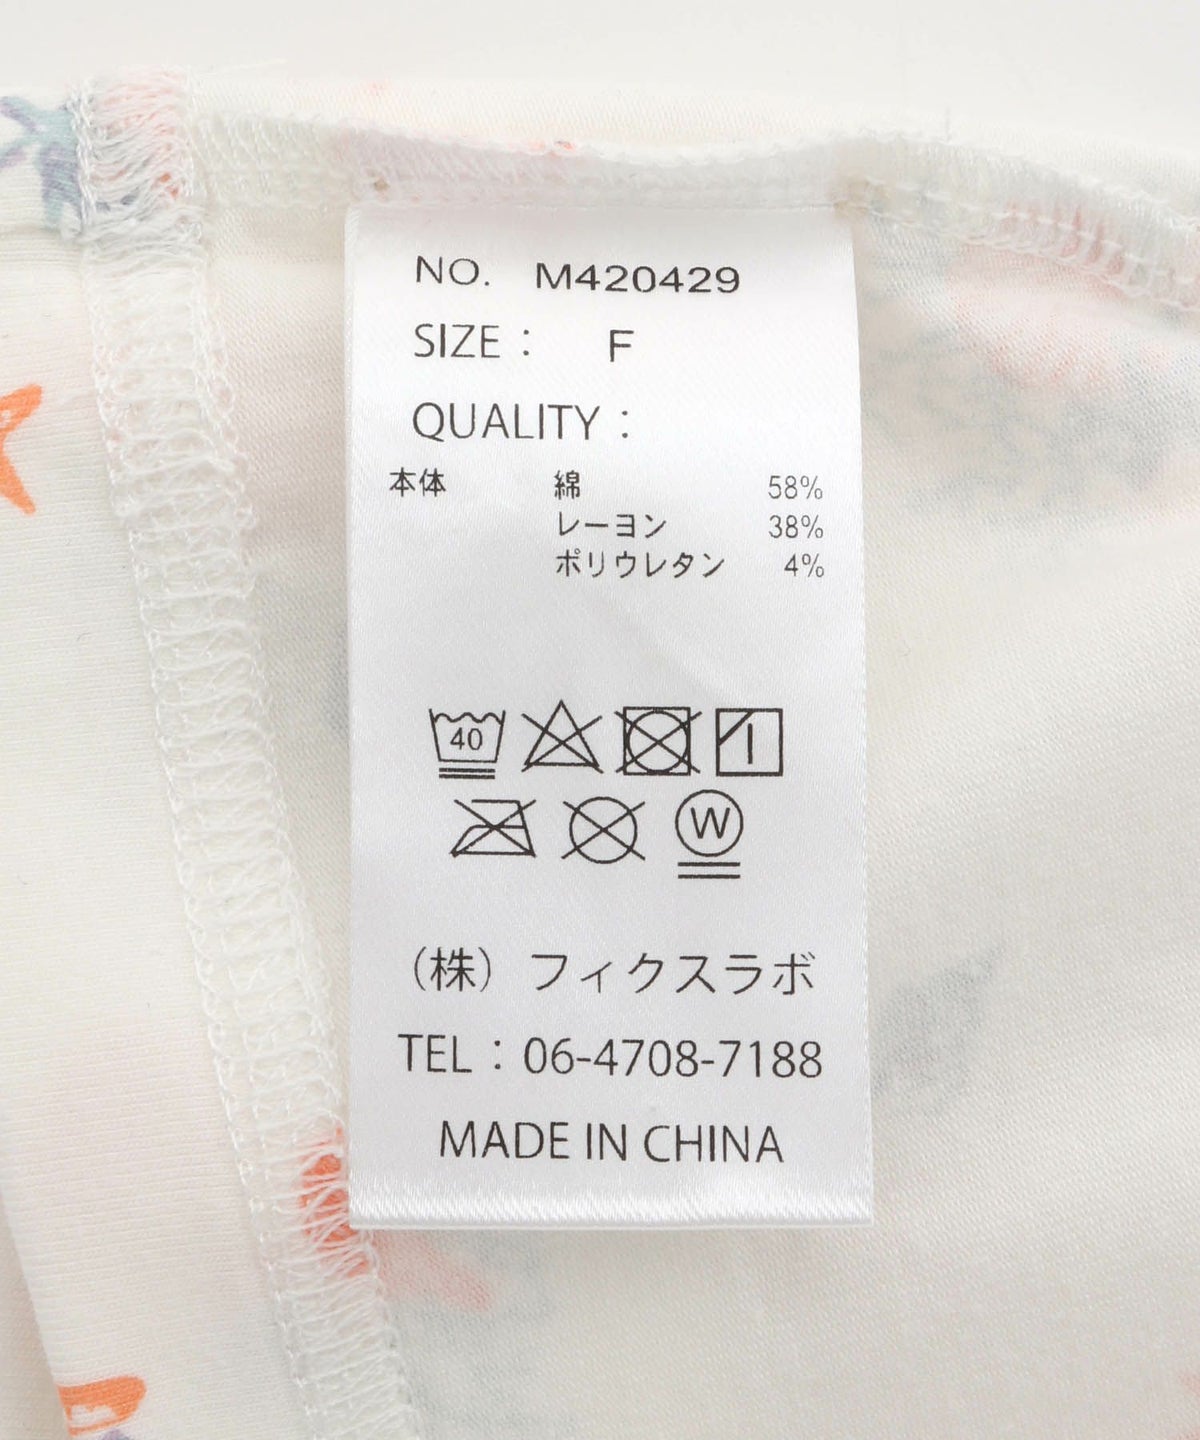 NO. M420429
SIZE : F
QUALITY :
本体 綿 58%
レーヨン 38%
ポリウレタン 4%
40
W
(株) フィクスラボ
TEL : 06-4708-7188
MADE IN CHINA